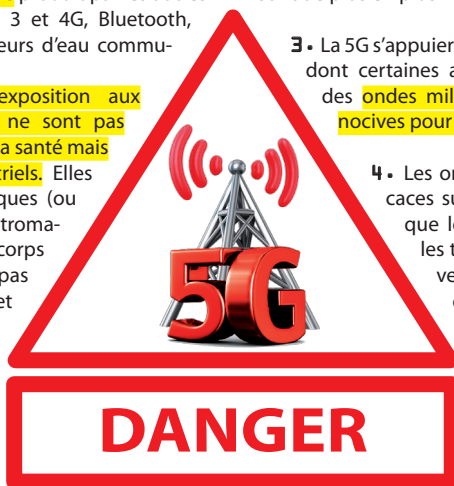 3 et 4G, Bluetooth,
eurs d'eau commu-
exposition aux
ne sont pas
a santé mais
triels. Elles
iques (ou
troma-
corps
pas
et
3 • La 5G s'appuier
dont certaines a
des ondes mil
nocives pour
4 • Les or
caces su
que le
les t
ve
5G
DANGER